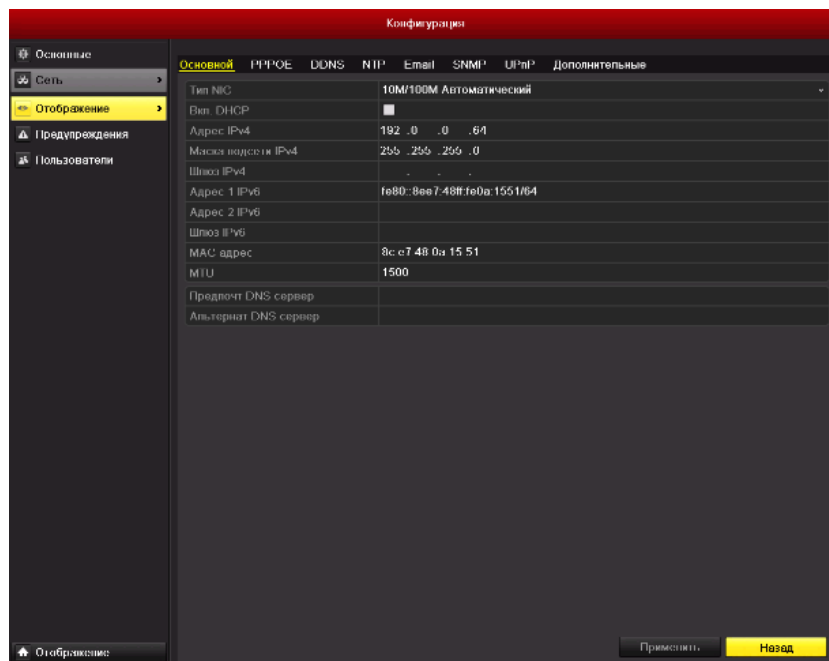 Конфигурация
Основные
Сеть
Отображение
Предупреждения
Пользователи
Основной PPPOE DDNS NTP Email SNMP UPnP Дополнительные
Тип NIC 10M/100M Автоматический
Вкл. DHCP
Адрес IPv4 192 .0 .0 .64
Маска подсети IPv4 255 .255 .255 .0
Шлюз IPv4 . . .
Адрес 1 IPv6 fe80::8ee7:48ff:fe0a:1551/64
Адрес 2 IPv6
Шлюз IPv6
MAC адрес 8c:e7:48:0a:15:51
MTU 1500
Предпочт DNS сервер
Альтернат DNS сервер
Отображение Применить Назад